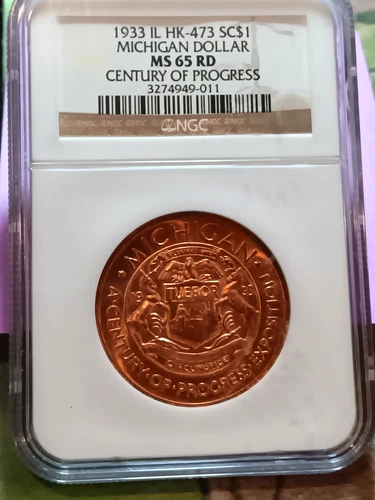 1933 IL HK-473 SC$1
MICHIGAN DOLLAR
MS 65 RD
CENTURY OF PROGRESS
3274949-011
NGC
MICHIGAN
TUEBOR
A·CENTURY·OF·PROGRESS·EXPOSITION